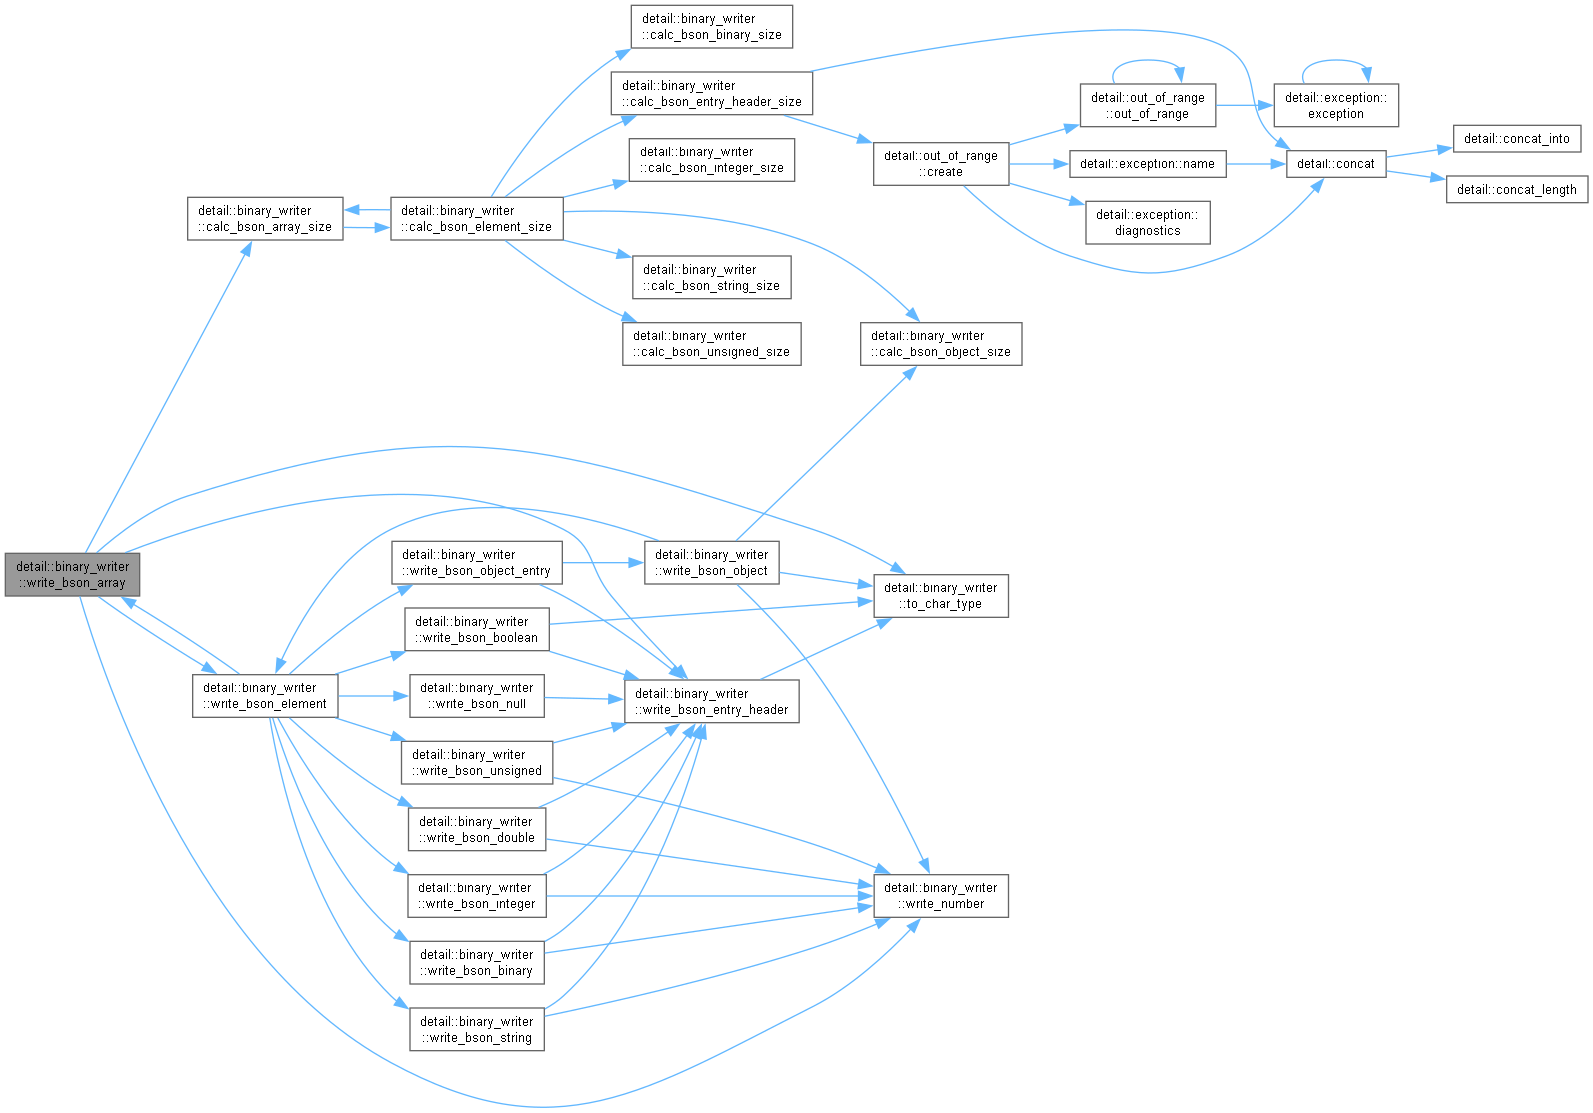 detail::binary_writer
::calc_bson_binary_size
detail::binary_writer
::calc_bson_entry_header_size
detail::binary_writer
::calc_bson_integer_size
detail::binary_writer
::calc_bson_array_size
detail::binary_writer
::calc_bson_element_size
detail::binary_writer
::calc_bson_string_size
detail::binary_writer
::calc_bson_unsigned_size
detail::out_of_range
::create
detail::out_of_range
::out_of_range
detail::exception::
exception
detail::exception::name
detail::concat
detail::concat_into
detail::concat_length
detail::exception::
diagnostics
detail::binary_writer
::calc_bson_object_size
detail::binary_writer
::write_bson_array
detail::binary_writer
::write_bson_object_entry
detail::binary_writer
::write_bson_object
detail::binary_writer
::to_char_type
detail::binary_writer
::write_bson_boolean
detail::binary_writer
::write_bson_element
detail::binary_writer
::write_bson_null
detail::binary_writer
::write_bson_entry_header
detail::binary_writer
::write_bson_unsigned
detail::binary_writer
::write_bson_double
detail::binary_writer
::write_bson_integer
detail::binary_writer
::write_number
detail::binary_writer
::write_bson_binary
detail::binary_writer
::write_bson_string